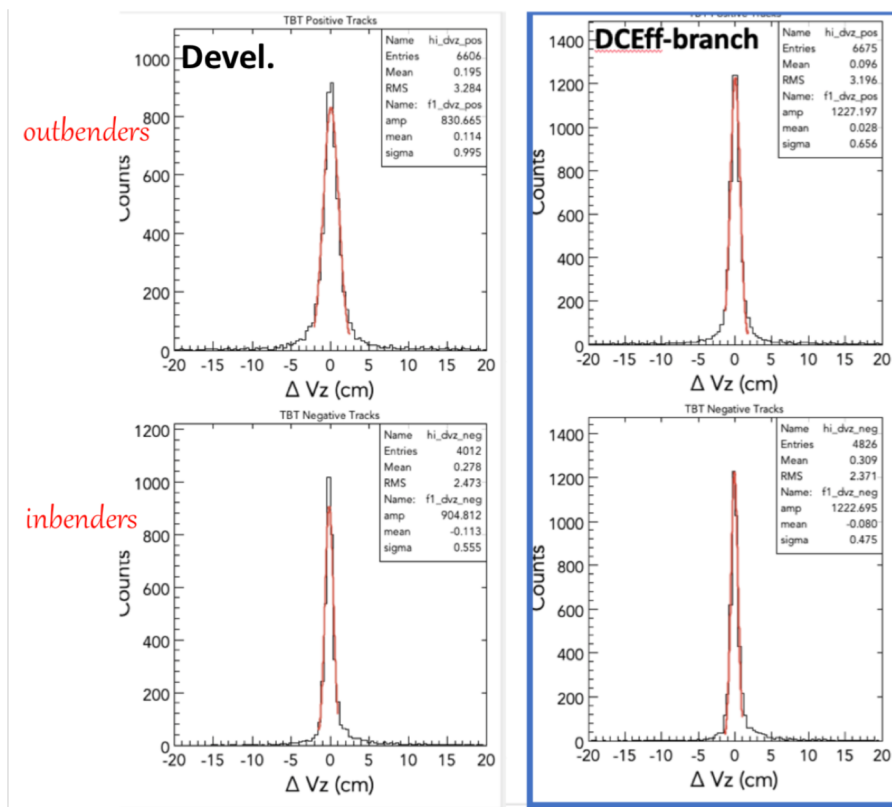 TBT Positive Tracks
Devel.
outbenders
Name hi_dvz_pos
Entries 6606
Mean 0.195
RMS 3.284
Name: f1_dvz_pos
amp 830.665
mean 0.114
sigma 0.995
1000
800
600
400
200
0
Counts
-20 -15 -10 -5 0 5 10 15 20
Δ Vz (cm)
TBT Positive Tracks
DCEff-branch
Name hi_dvz_pos
Entries 6675
Mean 0.096
RMS 3.196
Name: f1_dvz_pos
amp 1227.197
mean 0.028
sigma 0.656
1400
1200
1000
800
600
400
200
0
Counts
-20 -15 -10 -5 0 5 10 15 20
Δ Vz (cm)
TBT Negative Tracks
inbenders
Name hi_dvz_neg
Entries 4012
Mean 0.278
RMS 2.473
Name: f1_dvz_neg
amp 904.812
mean -0.113
sigma 0.555
1200
1000
800
600
400
200
0
Counts
-20 -15 -10 -5 0 5 10 15 20
Δ Vz (cm)
TBT Negative Tracks
Name hi_dvz_neg
Entries 4826
Mean 0.309
RMS 2.371
Name: f1_dvz_neg
amp 1222.695
mean -0.080
sigma 0.475
1400
1200
1000
800
600
400
200
0
Counts
-20 -15 -10 -5 0 5 10 15 20
Δ Vz (cm)